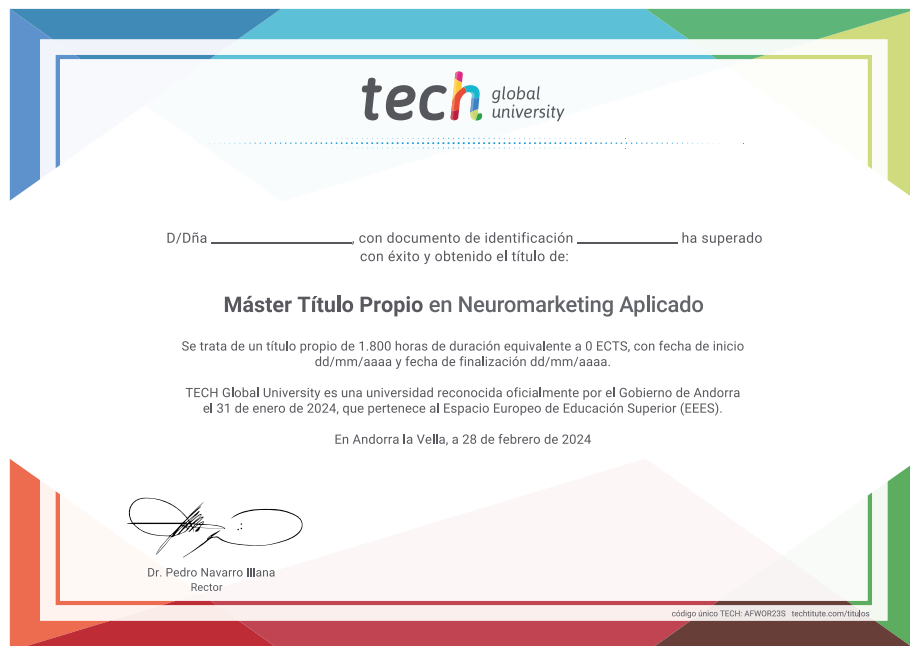 tech global
university
D/Dña ______________, con documento de identificación __________ ha superado
con éxito y obtenido el título de:
Máster Título Propio en Neuromarketing Aplicado
Se trata de un título propio de 1.800 horas de duración equivalente a 0 ECTS, con fecha de inicio
dd/mm/aaaa y fecha de finalización dd/mm/aaaa.
TECH Global University es una universidad reconocida oficialmente por el Gobierno de Andorra
el 31 de enero de 2024, que pertenece al Espacio Europeo de Educación Superior (EEES).
En Andorra la Vella, a 28 de febrero de 2024
Dr. Pedro Navarro Illana
Rector
código único TECH: AFWOR23S techtitute.com/titulos